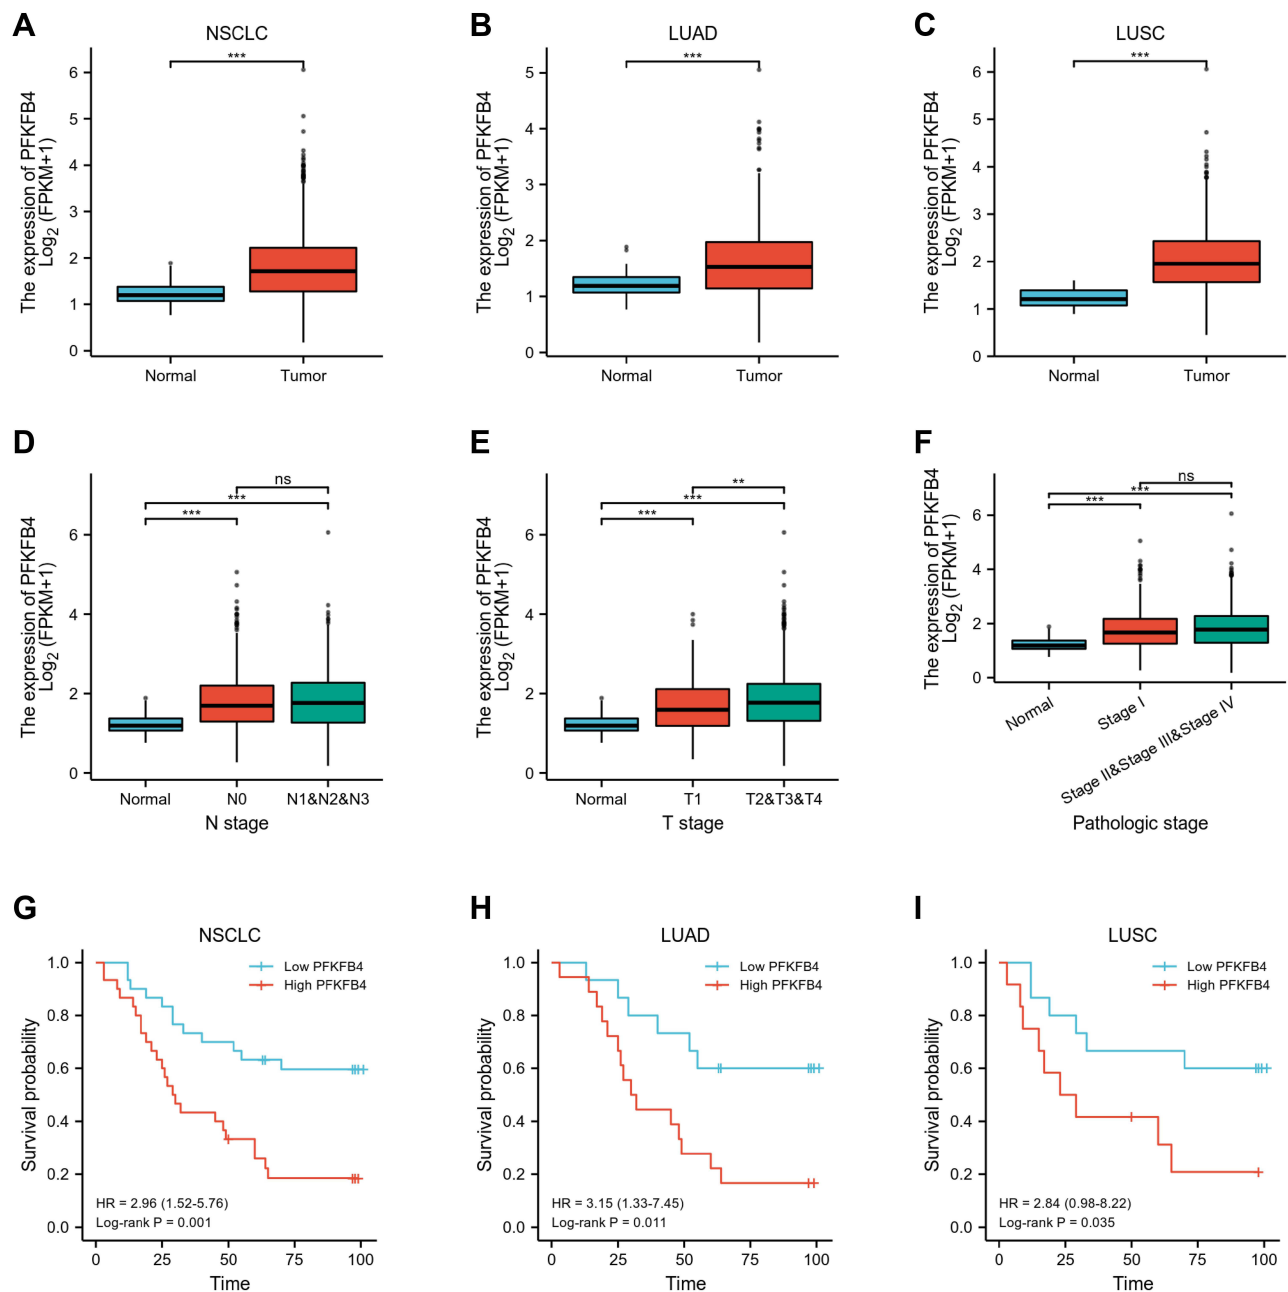 A
NSCLC
***
The expression of PFKFB4
Log2 (FPKM+1)
6
5
4
3
2
1
0
Normal
Tumor
B
LUAD
***
The expression of PFKFB4
Log2 (FPKM+1)
5
4
3
2
1
0
Normal
Tumor
C
LUSC
***
The expression of PFKFB4
Log2 (FPKM+1)
6
5
4
3
2
1
0
Normal
Tumor
D
ns
***
***
The expression of PFKFB4
Log2 (FPKM+1)
6
4
2
0
Normal
N0
N1&N2&N3
N stage
E
**
***
***
The expression of PFKFB4
Log2 (FPKM+1)
6
4
2
0
Normal
T1
T2&T3&T4
T stage
F
ns
***
***
The expression of PFKFB4
Log2 (FPKM+1)
6
4
2
0
Normal
Stage I
Stage II&Stage III&Stage IV
Pathologic stage
G
NSCLC
Low PFKFB4
High PFKFB4
Survival probability
1.0
0.8
0.6
0.4
0.2
0.0
HR = 2.96 (1.52-5.76)
Log-rank P = 0.001
0
25
50
75
100
Time
H
LUAD
Low PFKFB4
High PFKFB4
Survival probability
1.0
0.8
0.6
0.4
0.2
0.0
HR = 3.15 (1.33-7.45)
Log-rank P = 0.011
0
25
50
75
100
Time
I
LUSC
Low PFKFB4
High PFKFB4
Survival probability
1.0
0.8
0.6
0.4
0.2
0.0
HR = 2.84 (0.98-8.22)
Log-rank P = 0.035
0
25
50
75
100
Time